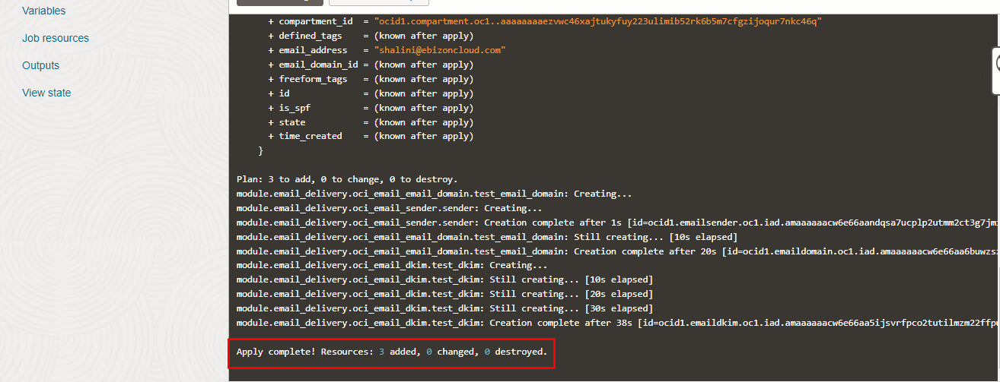 Variables
Job resources
Outputs
View state
+ compartment_id = "ocid1.compartment.oc1..aaaaaaaaezvwc46xajtukyfuy223ulimib52rk6b5m7cfgzijoqur7nkc46q"
+ defined_tags = (known after apply)
+ email_address = "shalini@ebizoncloud.com"
+ email_domain_id = (known after apply)
+ freeform_tags = (known after apply)
+ id = (known after apply)
+ is_spf = (known after apply)
+ state = (known after apply)
+ time_created = (known after apply)
}
Plan: 3 to add, 0 to change, 0 to destroy.
module.email_delivery.oci_email_email_domain.test_email_domain: Creating...
module.email_delivery.oci_email_sender.sender: Creating...
module.email_delivery.oci_email_sender.sender: Creation complete after 1s [id=ocid1.emailsender.oc1.iad.amaaaaaacw6e66aandqsa7ucplp2utmm2ct3g7jm
module.email_delivery.oci_email_email_domain.test_email_domain: Still creating... [10s elapsed]
module.email_delivery.oci_email_email_domain.test_email_domain: Creation complete after 20s [id=ocid1.emaildomain.oc1.iad.amaaaaaacw6e66aa6buwzs
module.email_delivery.oci_email_dkim.test_dkim: Creating...
module.email_delivery.oci_email_dkim.test_dkim: Still creating... [10s elapsed]
module.email_delivery.oci_email_dkim.test_dkim: Still creating... [20s elapsed]
module.email_delivery.oci_email_dkim.test_dkim: Still creating... [30s elapsed]
module.email_delivery.oci_email_dkim.test_dkim: Creation complete after 38s [id=ocid1.emaildkim.oc1.iad.amaaaaaacw6e66aa5ijsvrfpco2tutilmzm22ffp
Apply complete! Resources: 3 added, 0 changed, 0 destroyed.